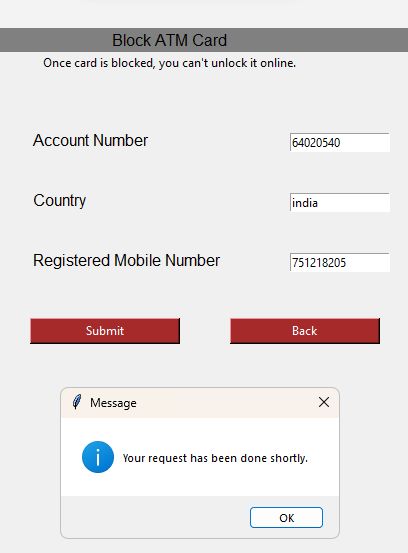 Block ATM Card
Once card is blocked, you can't unlock it online.
Account Number 64020540
Country india
Registered Mobile Number 751218205
Submit Back
Message
Your request has been done shortly.
OK